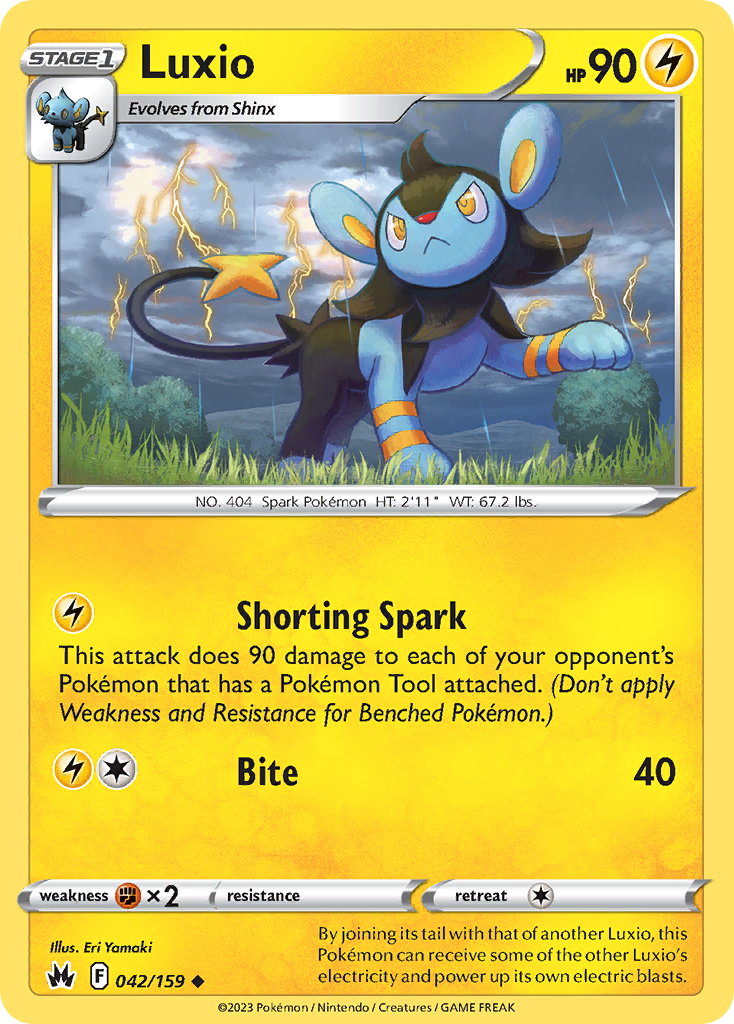 STAGE1
Luxio
HP 90
Evolves from Shinx
NO. 404 Spark Pokémon HT: 2'11" WT: 67.2 lbs.
Shorting Spark
This attack does 90 damage to each of your opponent's
Pokémon that has a Pokémon Tool attached. (Don't apply
Weakness and Resistance for Benched Pokémon.)
Bite 40
weakness ×2 resistance retreat
Illus. Eri Yamaki
By joining its tail with that of another Luxio, this
Pokémon can receive some of the other Luxio's
electricity and power up its own electric blasts.
F 042/159
©2023 Pokémon / Nintendo / Creatures / GAME FREAK